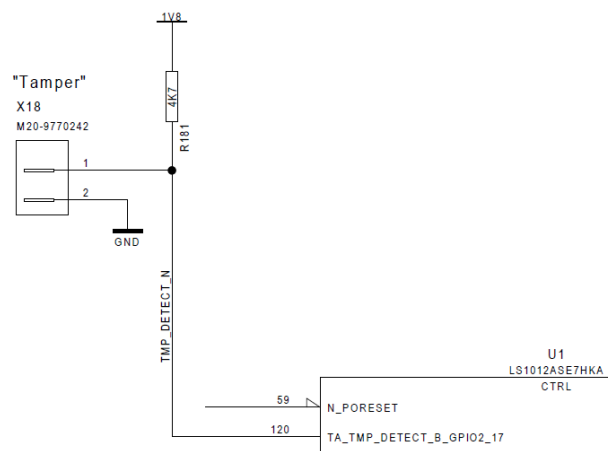 1V8
"Tamper"
X18
M20-9770242
4K7
R181
1
2
GND
TMP_DETECT_N
U1
LS1012ASE7HKA
CTRL
59
N_PORESET
120
TA_TMP_DETECT_B_GPIO2_17